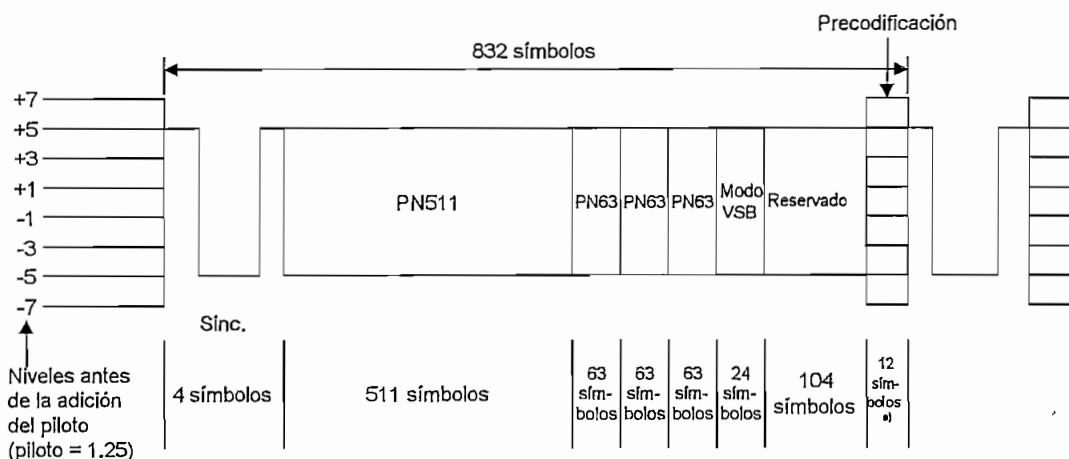 Precodificación
832 símbolos
+7
+5
+3
+1
-1
-3
-5
-7
PN511
PN63
PN63
PN63
Modo
VSB
Reservado
Sinc.
Niveles antes
de la adición
del piloto
(piloto = 1,25)
4 símbolos
511 símbolos
63
sím-
bolos
63
sím-
bolos
63
sím-
bolos
24
sím-
bolos
104
símbolos
12
sím-
bolos
a)